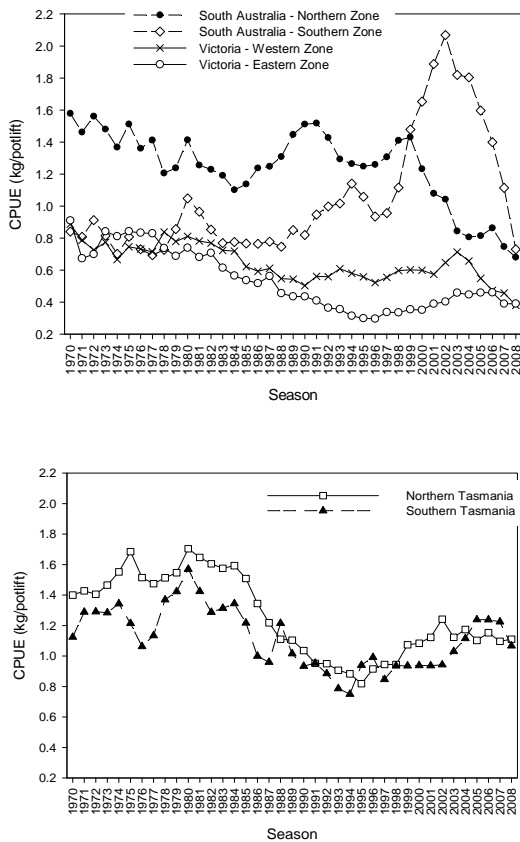 South Australia - Northern Zone
South Australia - Southern Zone
Victoria - Western Zone
Victoria - Eastern Zone
CPUE (kg/potlift)
2.2
2.0
1.8
1.6
1.4
1.2
1.0
0.8
0.6
0.4
0.2
1970 1971 1972 1973 1974 1975 1976 1977 1978 1979 1980 1981 1982 1983 1984 1985 1986 1987 1988 1989 1990 1991 1992 1993 1994 1995 1996 1997 1998 1999 2000 2001 2002 2003 2004 2005 2006 2007 2008
Season
Northern Tasmania
Southern Tasmania
CPUE (kg/potlift)
2.2
2.0
1.8
1.6
1.4
1.2
1.0
0.8
0.6
0.4
0.2
1970 1971 1972 1973 1974 1975 1976 1977 1978 1979 1980 1981 1982 1983 1984 1985 1986 1987 1988 1989 1990 1991 1992 1993 1994 1995 1996 1997 1998 1999 2000 2001 2002 2003 2004 2005 2006 2007 2008
Season